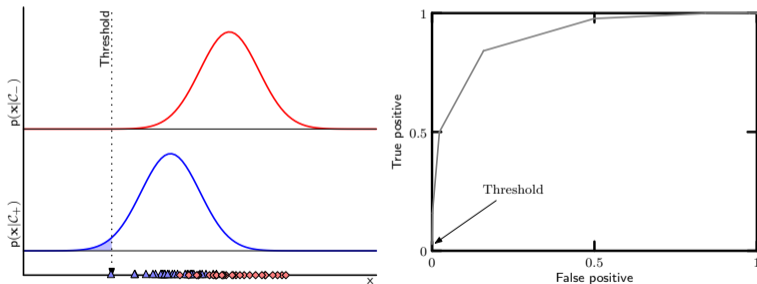 Threshold
p(x|C−)
p(x|C+)
x
True positive
1
0.5
0
Threshold
0
0.5
1
False positive